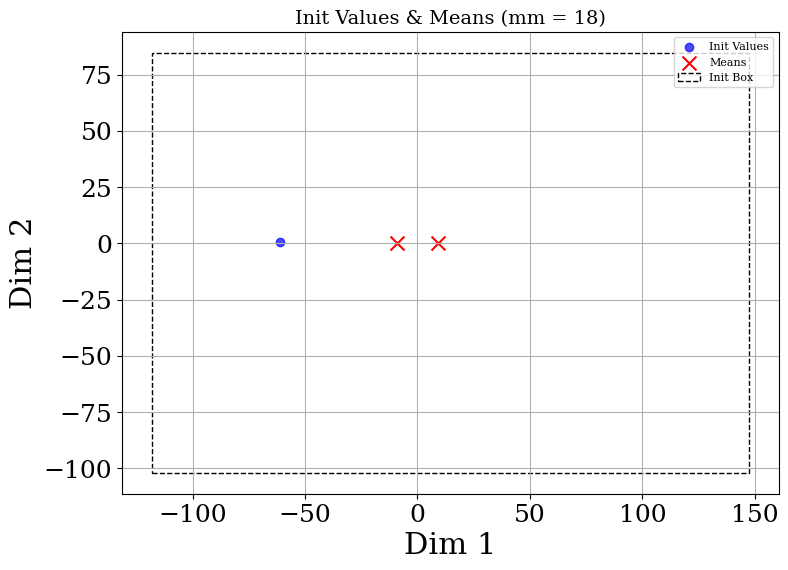 Init Values & Means (mm = 18)
Init Values
Means
Init Box
75
50
25
0
−25
−50
−75
−100
Dim 2
−100 −50 0 50 100 150
Dim 1